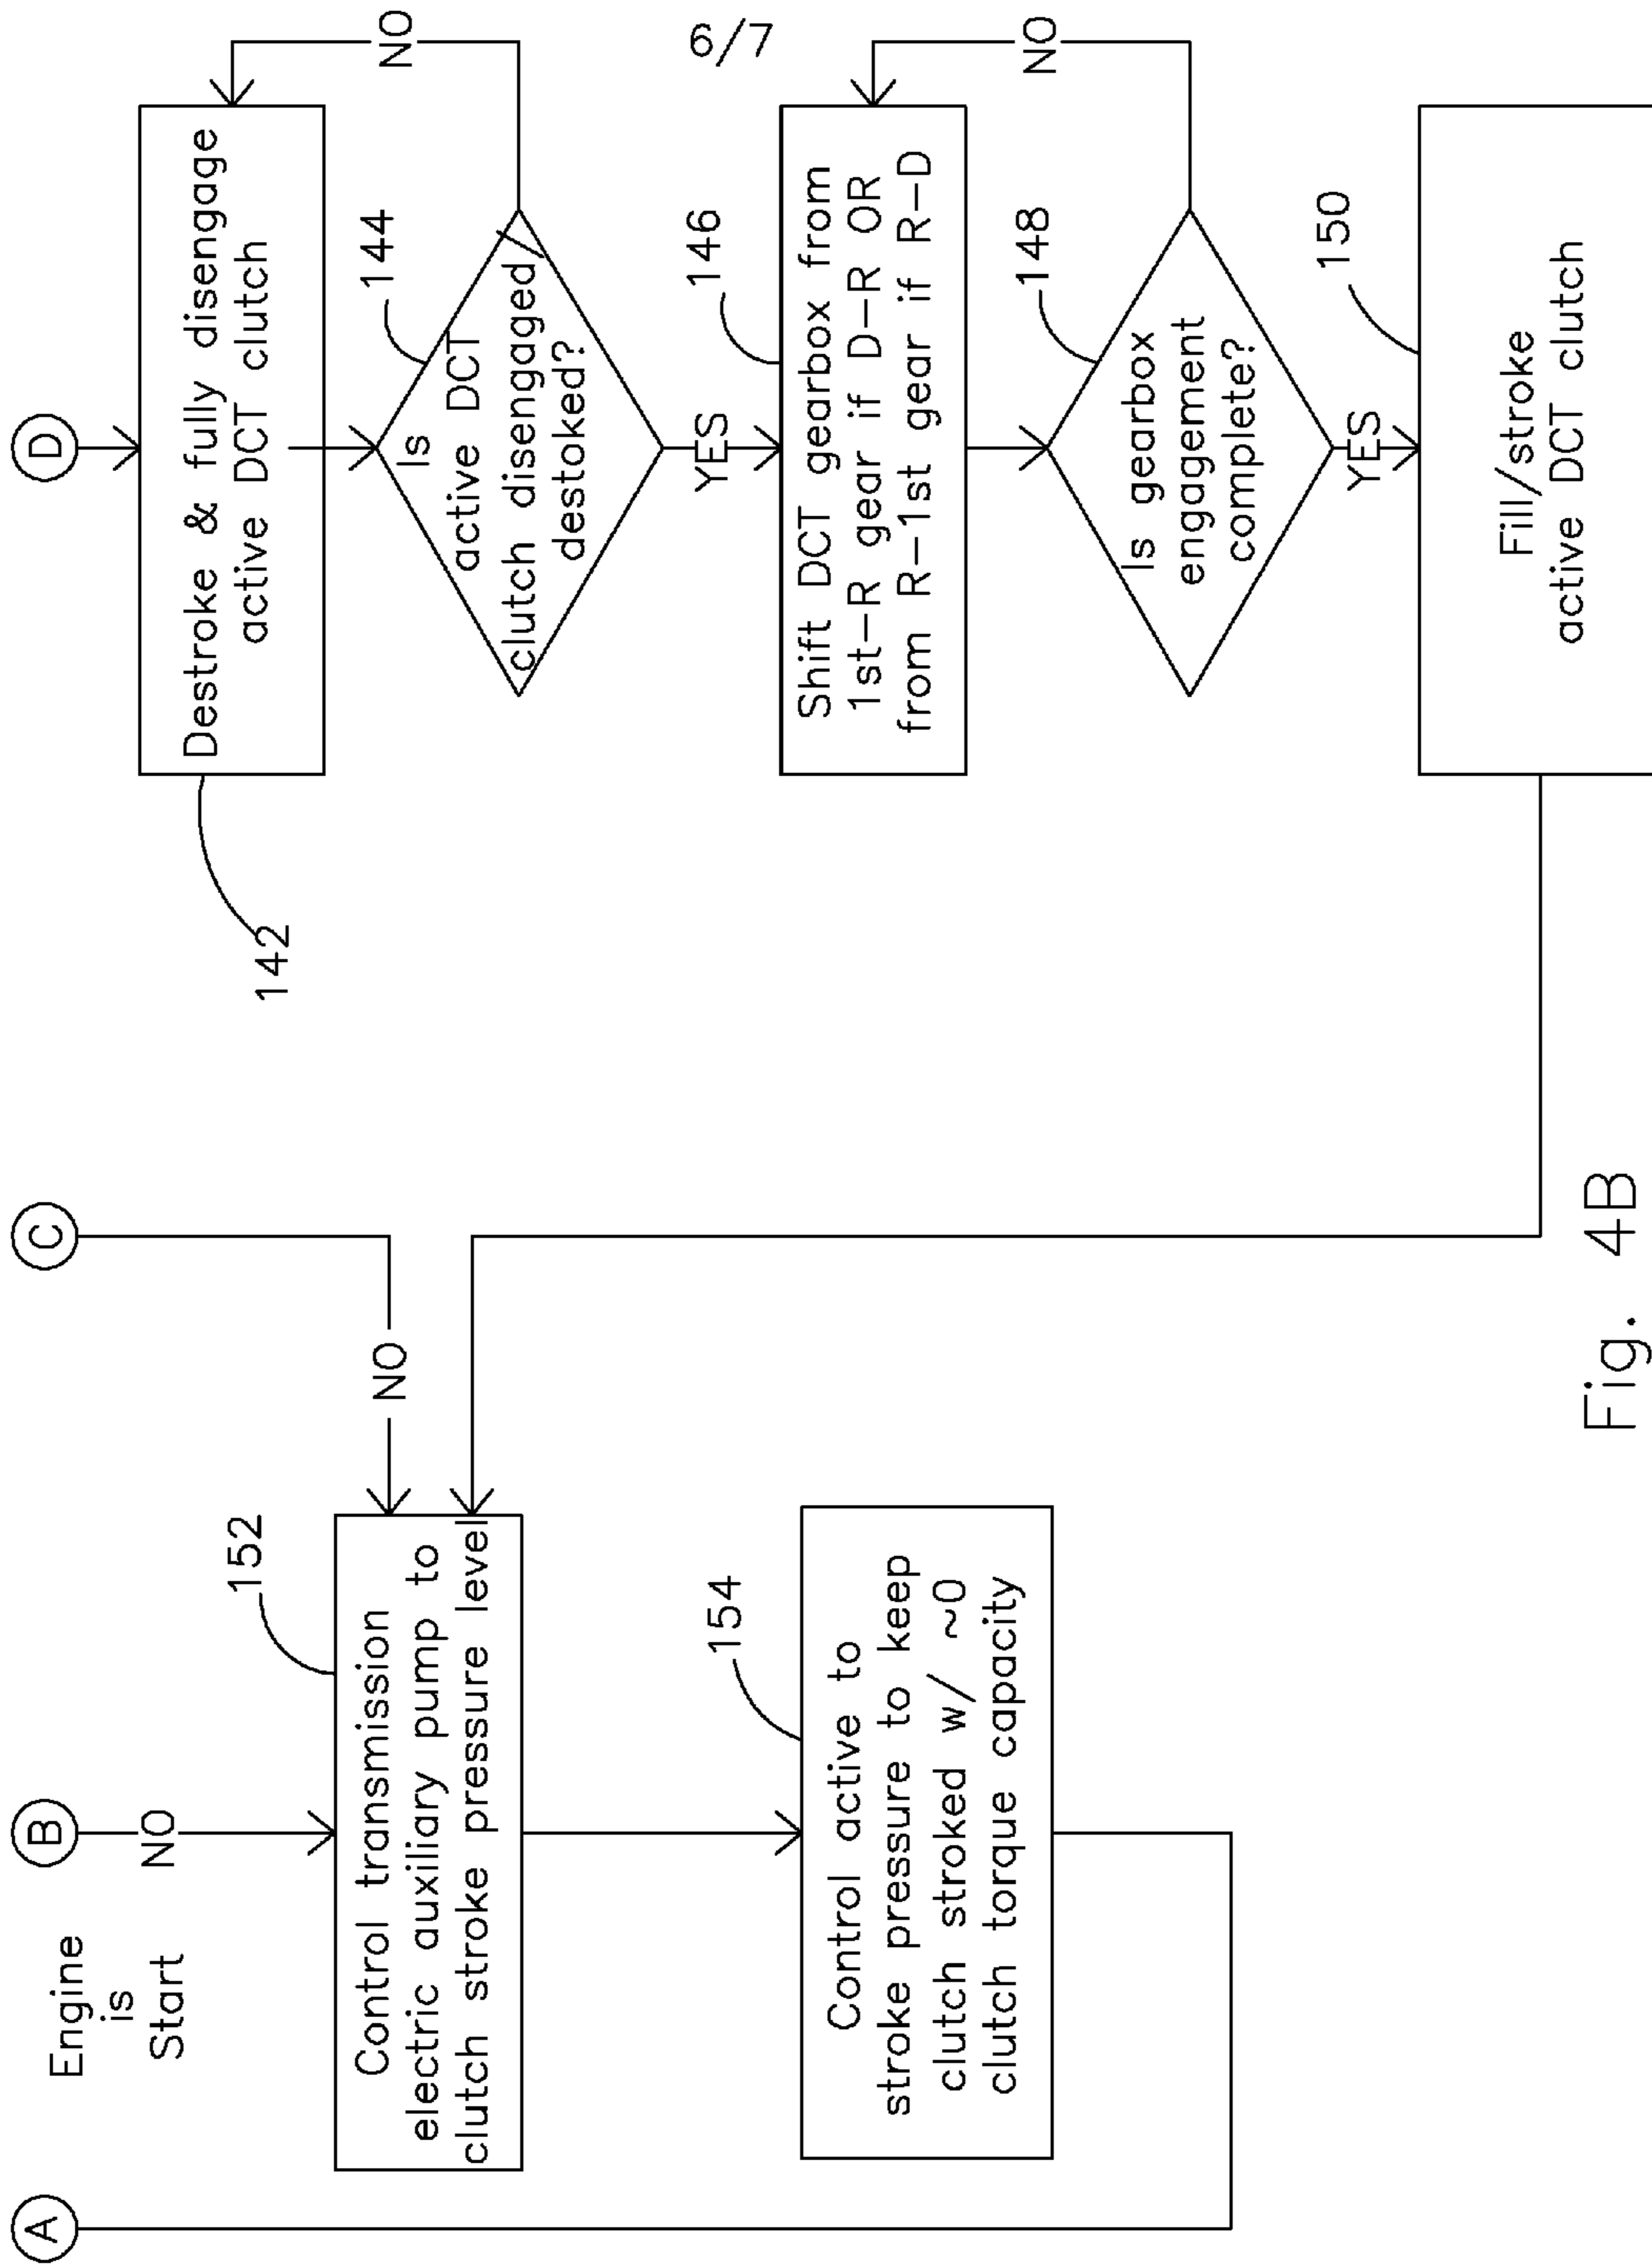 6/7
A
B
C
D
Engine
is
Start
NO
152
Control transmission
electric auxiliary pump to
clutch stroke pressure level
NO
154
Control active to
stroke pressure to keep
clutch stroked w/ ~0
clutch torque capacity
142
Destroke & fully disengage
active DCT clutch
NO
144
Is
active DCT
clutch disengaged/
destoked?
YES
146
Shift DCT gearbox from
1st-R gear if D-R OR
from R-1st gear if R-D
NO
148
Is gearbox
engagement
complete?
YES
150
Fill/stroke
active DCT clutch
Fig. 4B